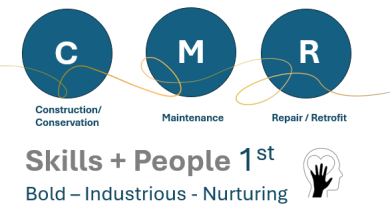 C M R
Construction/
Conservation
Maintenance
Repair / Retrofit
Skills + People 1st
Bold – Industrious - Nurturing